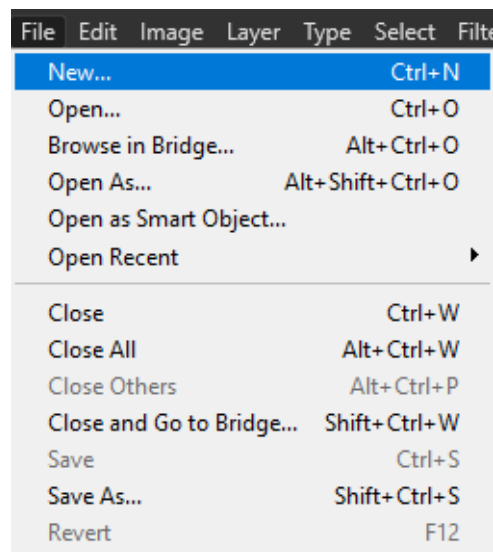 File Edit Image Layer Type Select Filte
New... Ctrl+N
Open... Ctrl+O
Browse in Bridge... Alt+Ctrl+O
Open As... Alt+Shift+Ctrl+O
Open as Smart Object...
Open Recent
Close Ctrl+W
Close All Alt+Ctrl+W
Close Others Alt+Ctrl+P
Close and Go to Bridge... Shift+Ctrl+W
Save Ctrl+S
Save As... Shift+Ctrl+S
Revert F12